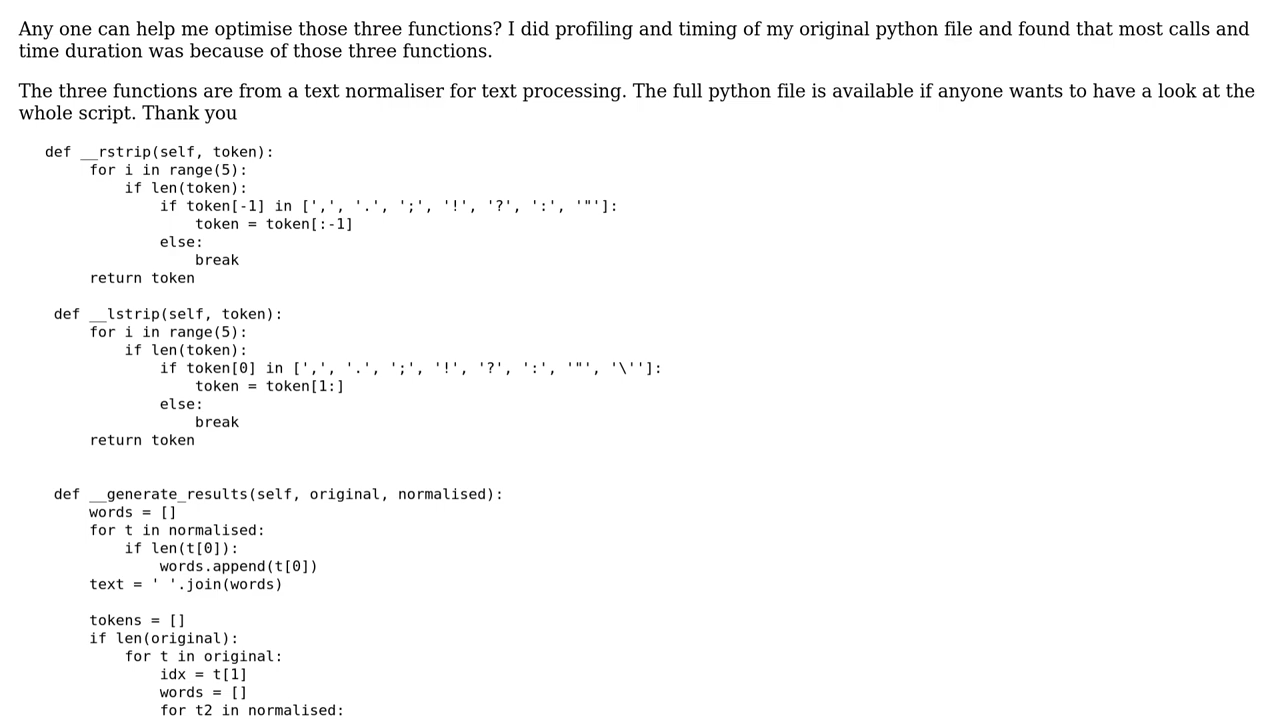 Any one can help me optimise those three functions? I did profiling and timing of my original python file and found that most calls and
time duration was because of those three functions.
The three functions are from a text normaliser for text processing. The full python file is available if anyone wants to have a look at the
whole script. Thank you
   def __rstrip(self, token):
        for i in range(5):
            if len(token):
                if token[-1] in [',', '.', ';', '!', '?', ':', '"']:
                    token = token[:-1]
                else:
                    break
        return token

    def __lstrip(self, token):
        for i in range(5):
            if len(token):
                if token[0] in [',', '.', ';', '!', '?', ':', '"', '\'']:
                    token = token[1:]
                else:
                    break
        return token


    def __generate_results(self, original, normalised):
        words = []
        for t in normalised:
            if len(t[0]):
                words.append(t[0])
        text = ' '.join(words)

        tokens = []
        if len(original):
            for t in original:
                idx = t[1]
                words = []
                for t2 in normalised: